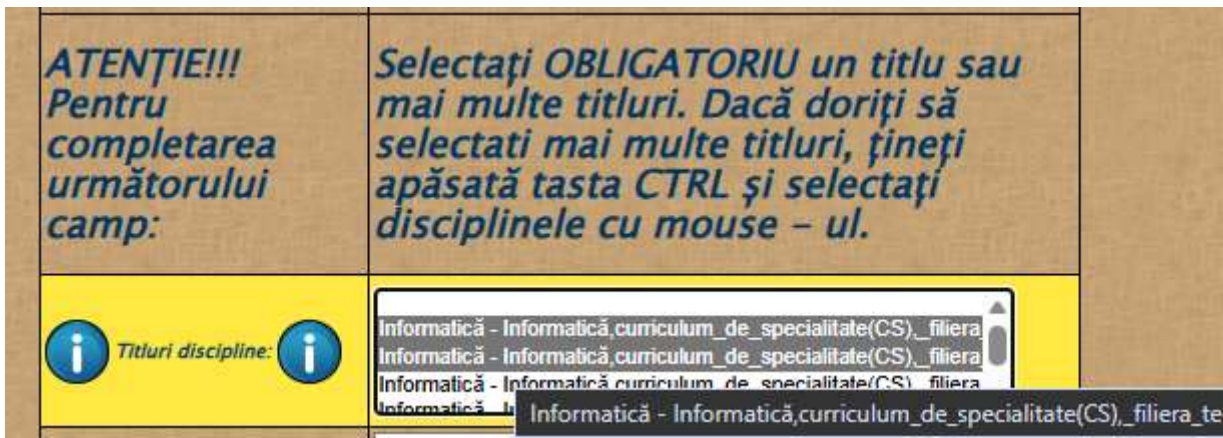 ATENȚIE!!!
Pentru
completarea
următorului
camp:
Selectați OBLIGATORIU un titlu sau
mai multe titluri. Dacă doriți să
selectati mai multe titluri, țineți
apăsată tasta CTRL și selectați
disciplinele cu mouse – ul.
Titluri discipline:
Informatică - Informatică,curriculum_de_specialitate(CS),_filiera_
Informatică - Informatică,curriculum_de_specialitate(CS),_filiera
Informatică - Informatică,curriculum_de_specialitate(CS),_filiera
Informatică
Informatică - Informatică,curriculum_de_specialitate(CS),_filiera_te